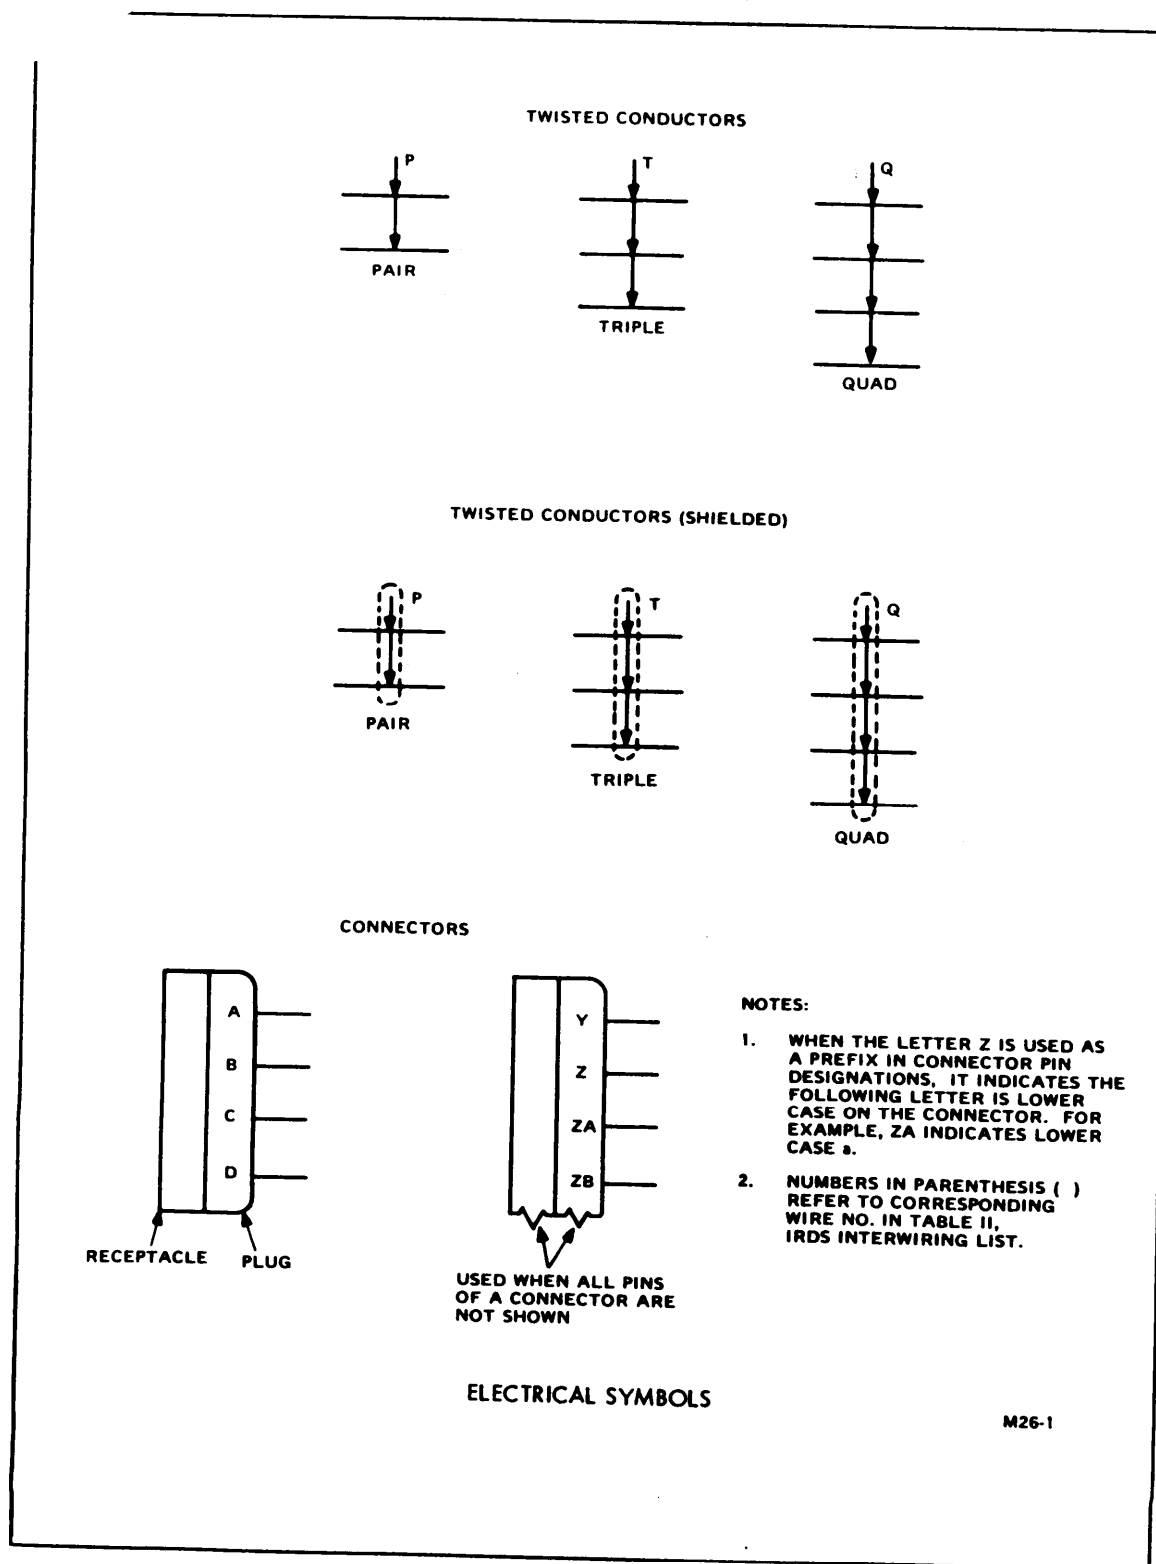 TWISTED CONDUCTORS
P
T
Q
PAIR
TRIPLE
QUAD
TWISTED CONDUCTORS (SHIELDED)
P
T
Q
PAIR
TRIPLE
QUAD
CONNECTORS
A
B
C
D
RECEPTACLE
PLUG
Y
Z
ZA
ZB
USED WHEN ALL PINS
OF A CONNECTOR ARE
NOT SHOWN
NOTES:
1. WHEN THE LETTER Z IS USED AS
A PREFIX IN CONNECTOR PIN
DESIGNATIONS, IT INDICATES THE
FOLLOWING LETTER IS LOWER
CASE ON THE CONNECTOR. FOR
EXAMPLE, ZA INDICATES LOWER
CASE a.
2. NUMBERS IN PARENTHESIS ( )
REFER TO CORRESPONDING
WIRE NO. IN TABLE II,
IRDS INTERWIRING LIST.
ELECTRICAL SYMBOLS
M26-1